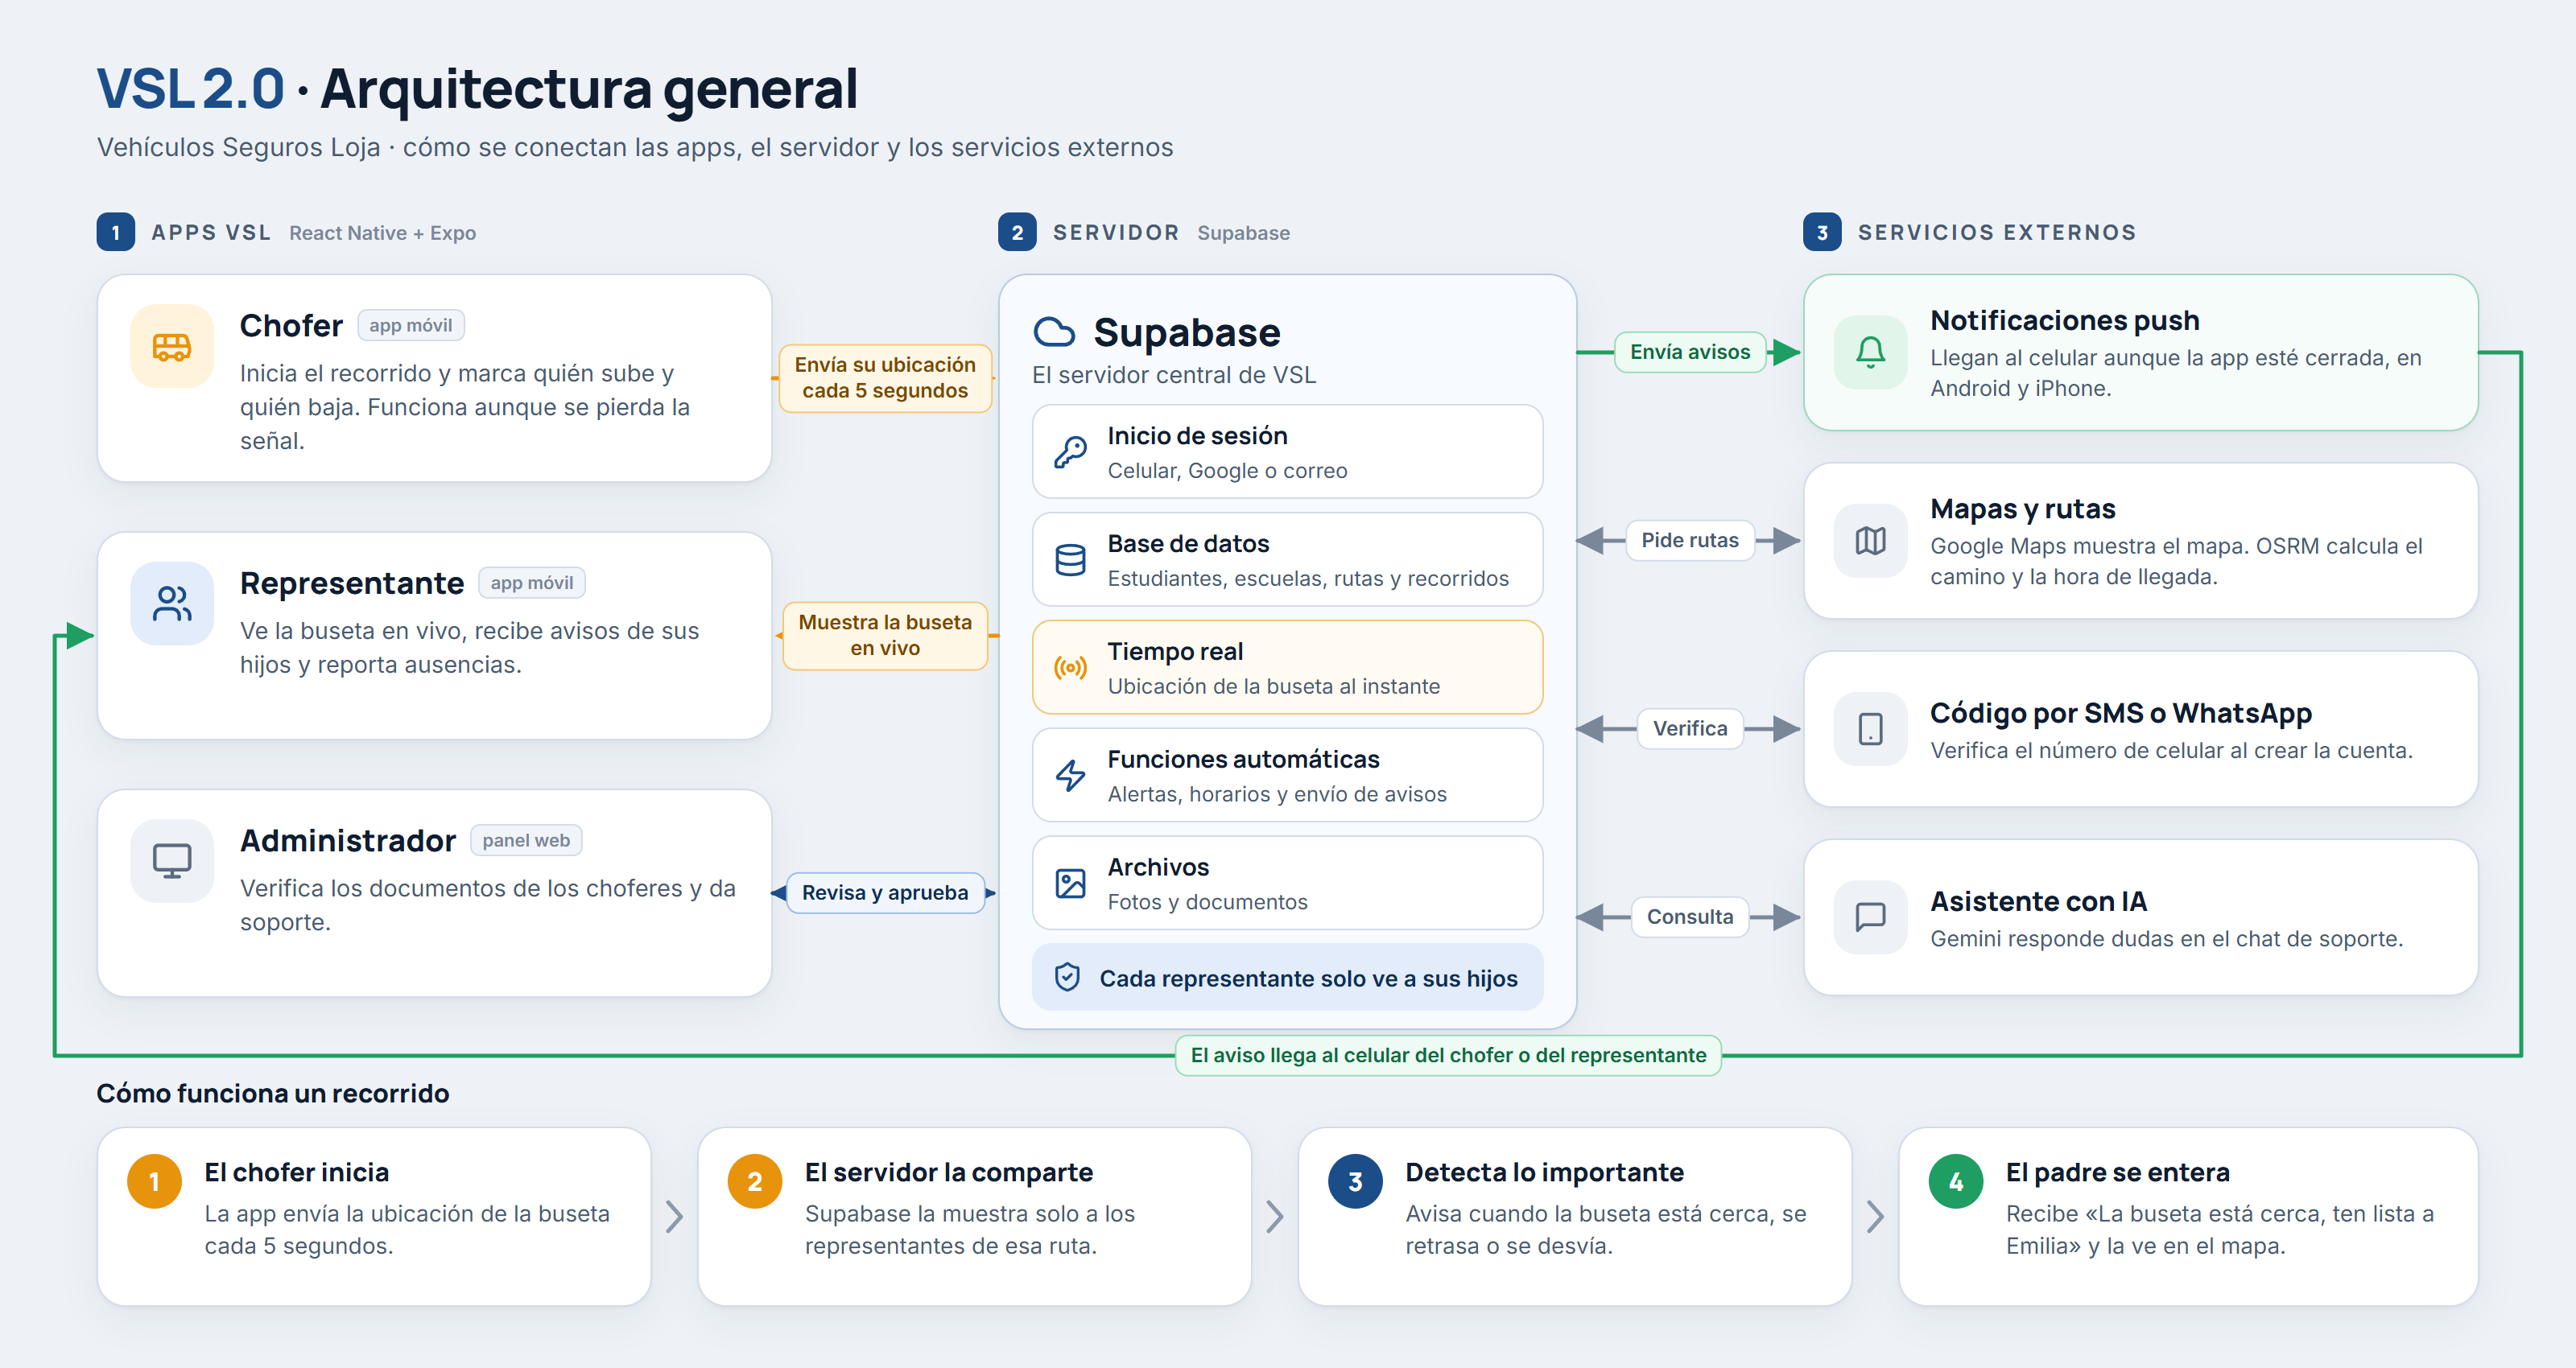 VSL 2.0 · Arquitectura general
Vehículos Seguros Loja · cómo se conectan las apps, el servidor y los servicios externos
1 APPS VSL React Native + Expo
Chofer app móvil
Inicia el recorrido y marca quién sube y
quién baja. Funciona aunque se pierda la
señal.
Representante app móvil
Ve la buseta en vivo, recibe avisos de sus
hijos y reporta ausencias.
Administrador panel web
Verifica los documentos de los choferes y da
soporte.
Envía su ubicación
cada 5 segundos
Muestra la buseta
en vivo
Revisa y aprueba
2 SERVIDOR Supabase
Supabase
El servidor central de VSL
Inicio de sesión
Celular, Google o correo
Base de datos
Estudiantes, escuelas, rutas y recorridos
Tiempo real
Ubicación de la buseta al instante
Funciones automáticas
Alertas, horarios y envío de avisos
Archivos
Fotos y documentos
Cada representante solo ve a sus hijos
Envía avisos
Pide rutas
Verifica
Consulta
3 SERVICIOS EXTERNOS
Notificaciones push
Llegan al celular aunque la app esté cerrada, en
Android y iPhone.
Mapas y rutas
Google Maps muestra el mapa. OSRM calcula el
camino y la hora de llegada.
Código por SMS o WhatsApp
Verifica el número de celular al crear la cuenta.
Asistente con IA
Gemini responde dudas en el chat de soporte.
El aviso llega al celular del chofer o del representante
Cómo funciona un recorrido
1 El chofer inicia
La app envía la ubicación de la buseta
cada 5 segundos.
2 El servidor la comparte
Supabase la muestra solo a los
representantes de esa ruta.
3 Detecta lo importante
Avisa cuando la buseta está cerca, se
retrasa o se desvía.
4 El padre se entera
Recibe «La buseta está cerca, ten lista a
Emilia» y la ve en el mapa.